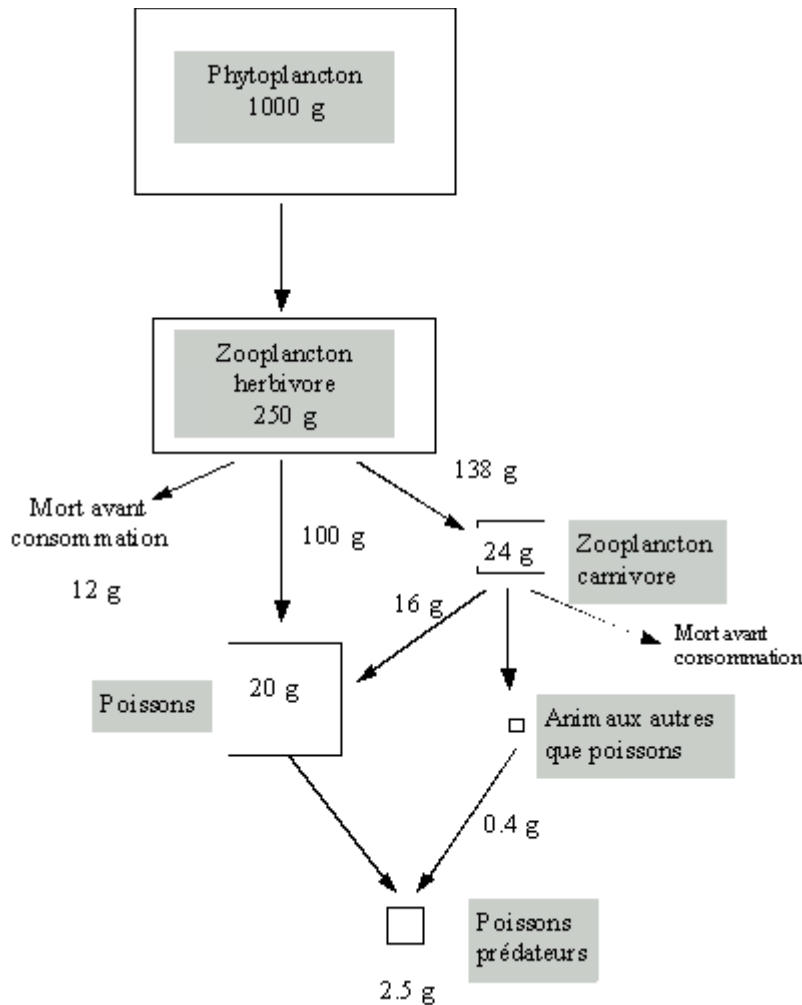 Phytoplancton
1000 g
Zooplancton
herbivore
250 g
138 g
Mort avant
consommation
12 g
100 g
24 g
Zooplancton
carnivore
16 g
Mort avant
consommation
Poissons
20 g
Animaux autres
que poissons
0.4 g
Poissons
prédateurs
2.5 g